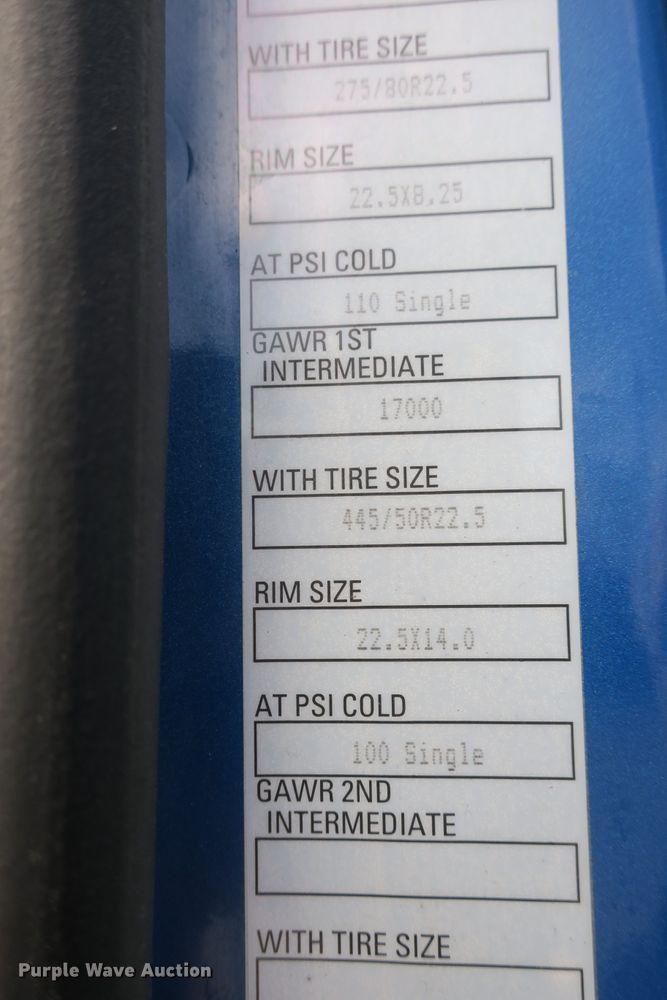 WITH TIRE SIZE
275/80R22.5
RIM SIZE
22.5X8.25
AT PSI COLD
110 Single
GAWR 1ST
INTERMEDIATE
17000
WITH TIRE SIZE
445/50R22.5
RIM SIZE
22.5X14.0
AT PSI COLD
100 Single
GAWR 2ND
INTERMEDIATE
WITH TIRE SIZE
Purple Wave Auction